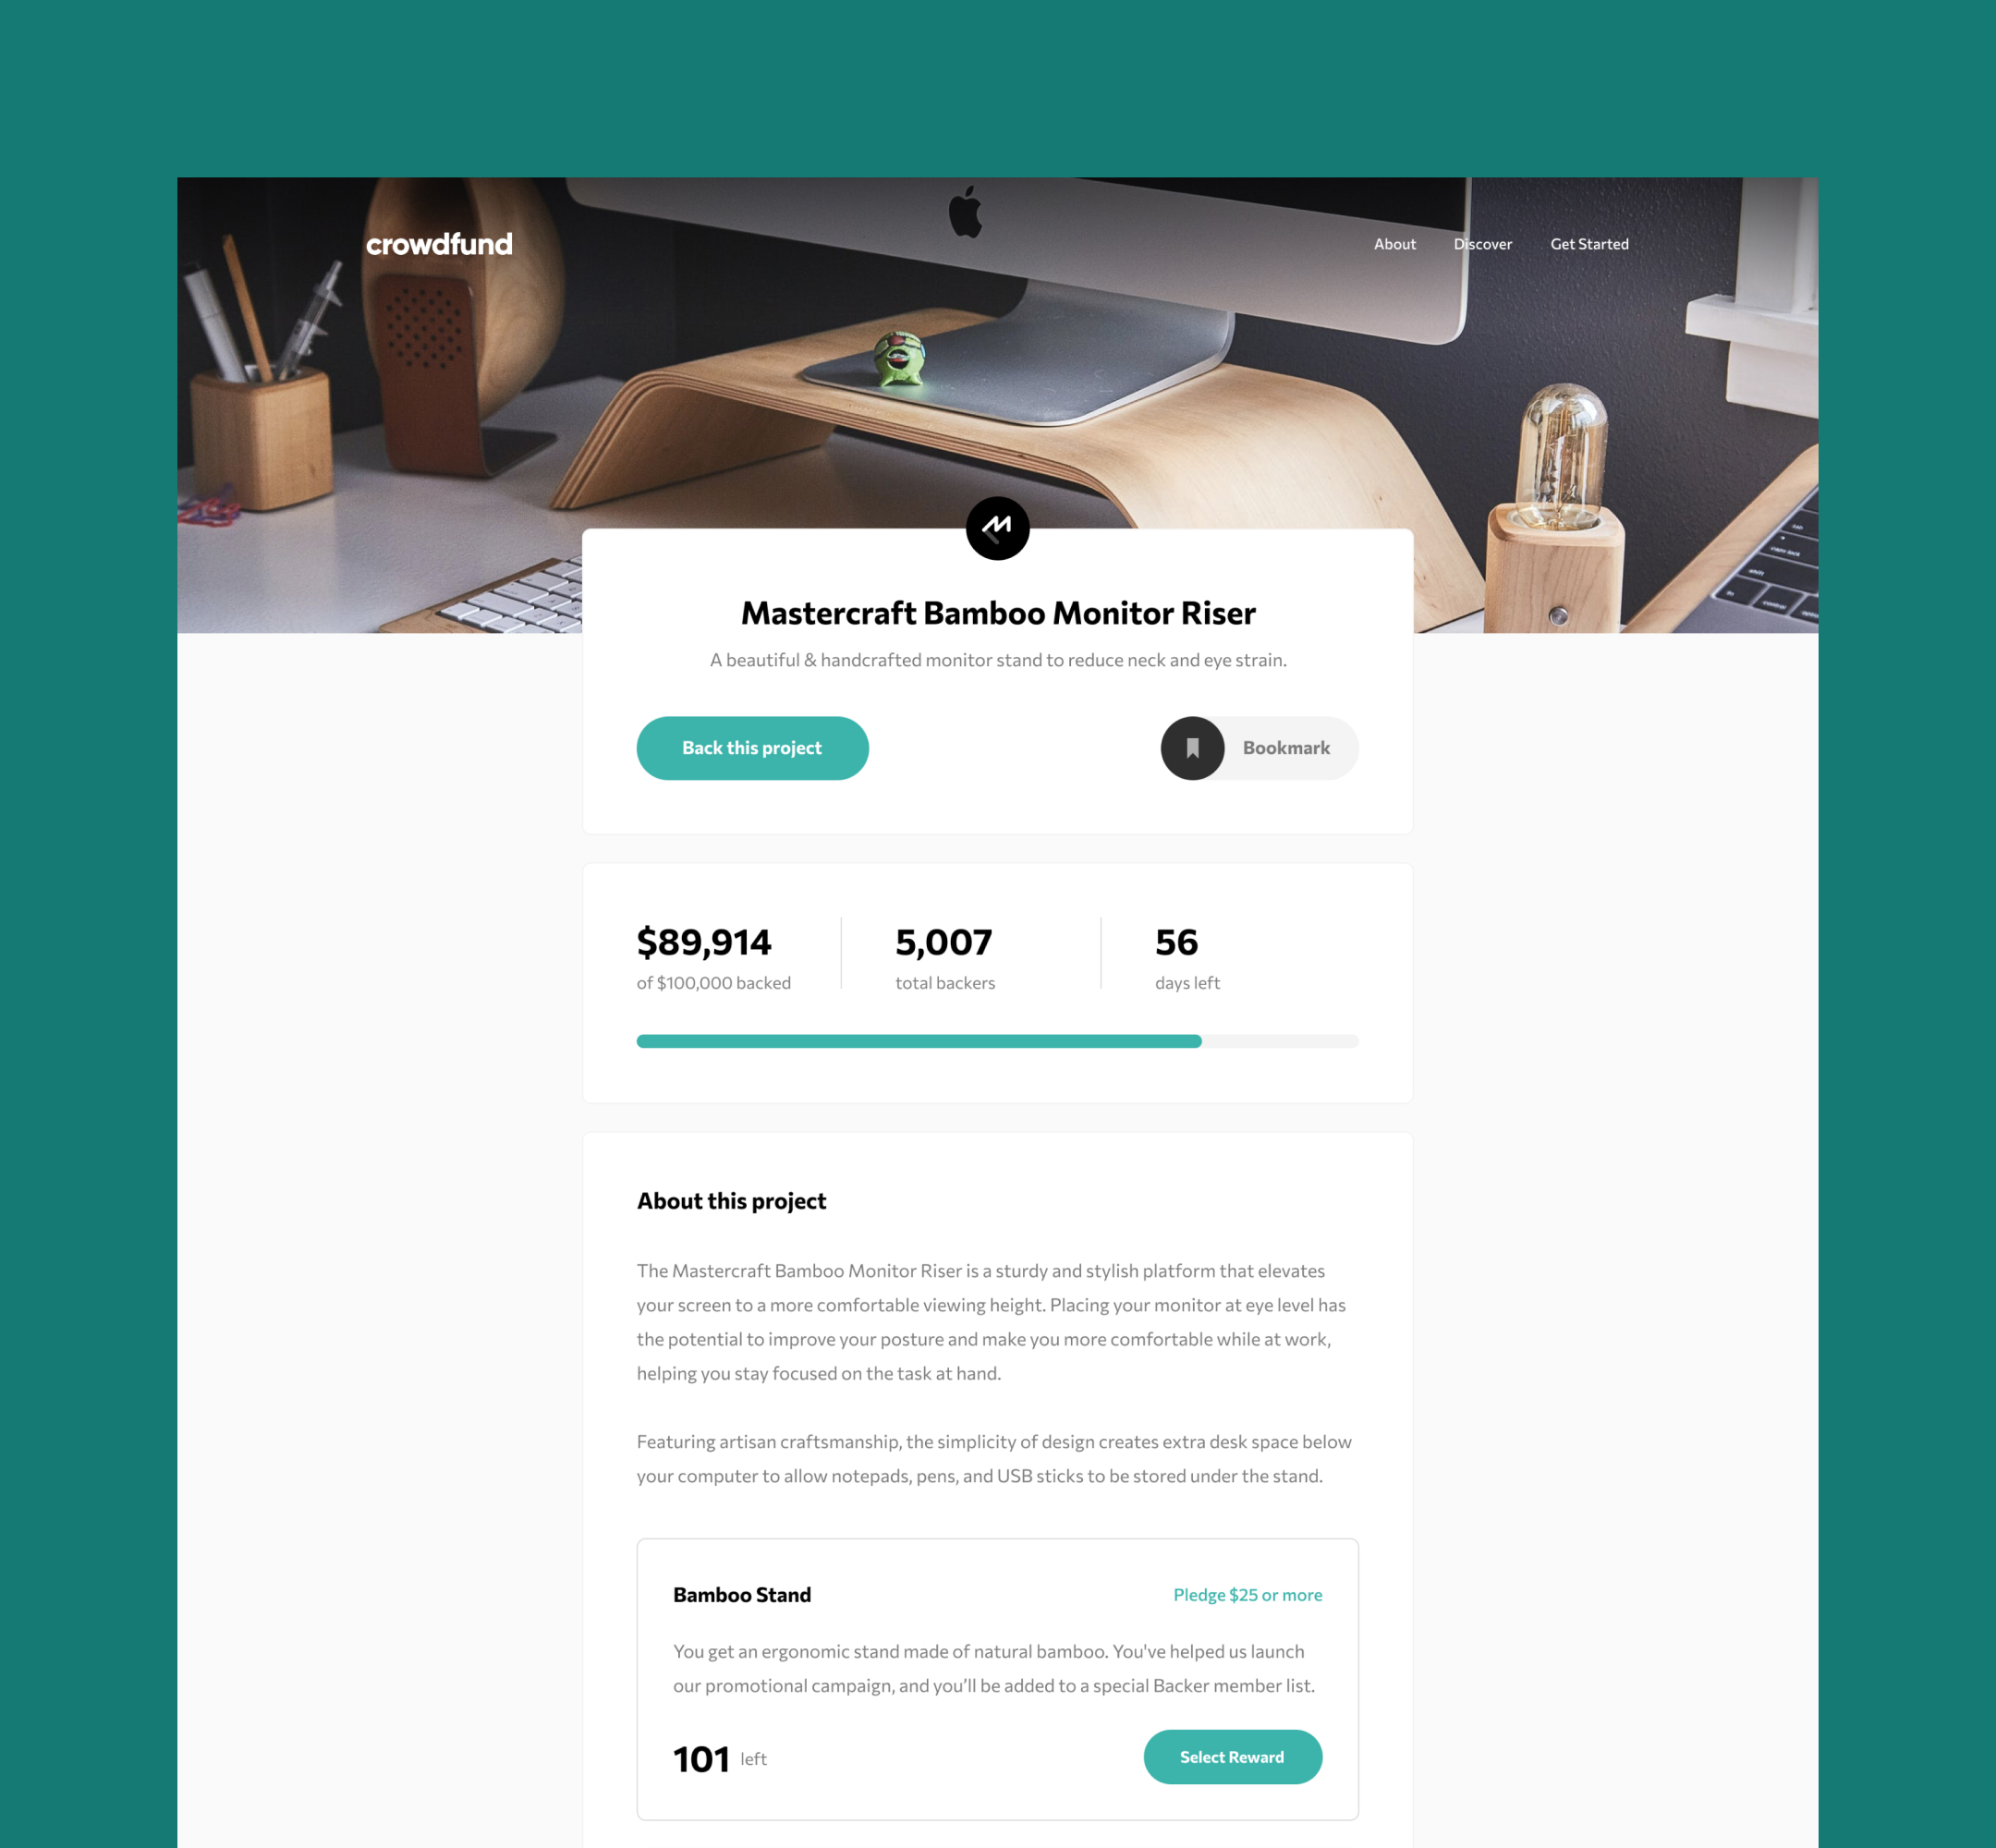 crowdfund
About
Discover
Get Started
Mastercraft Bamboo Monitor Riser
A beautiful & handcrafted monitor stand to reduce neck and eye strain.
Back this project
Bookmark
$89,914
of $100,000 backed
5,007
total backers
56
days left
About this project
The Mastercraft Bamboo Monitor Riser is a sturdy and stylish platform that elevates
your screen to a more comfortable viewing height. Placing your monitor at eye level has
the potential to improve your posture and make you more comfortable while at work,
helping you stay focused on the task at hand.
Featuring artisan craftsmanship, the simplicity of design creates extra desk space below
your computer to allow notepads, pens, and USB sticks to be stored under the stand.
Bamboo Stand
Pledge $25 or more
You get an ergonomic stand made of natural bamboo. You've helped us launch
our promotional campaign, and you’ll be added to a special Backer member list.
101 left
Select Reward